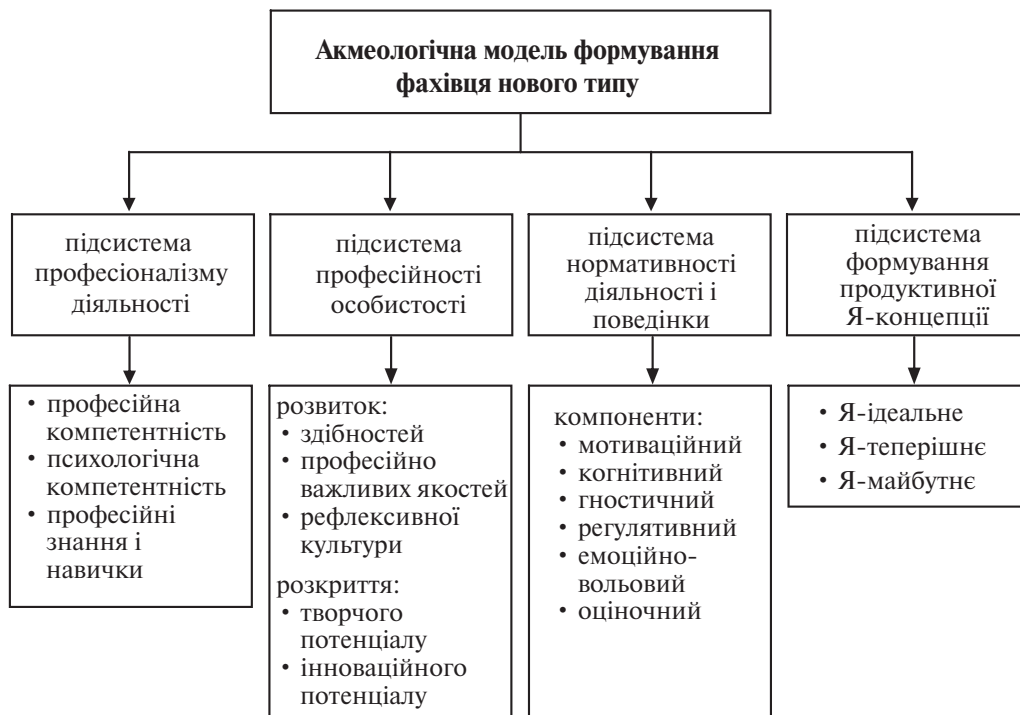 Акмеологічна модель формування
фахівця нового типу
підсистема
професіоналізму
діяльності
підсистема
професійності
особистості
підсистема
нормативності
діяльності і
поведінки
підсистема
формування
продуктивної
Я-концепції
• професійна
компетентність
• психологічна
компетентність
• професійні
знання і
навички
розвиток:
• здібностей
• професійно
важливих якостей
• рефлексивної
культури
розкриття:
• творчого
потенціалу
• інноваційного
потенціалу
компоненти:
• мотиваційний
• когнітивний
• гностичний
• регулятивний
• емоційно-
вольовий
• оціночний
• Я-ідеальне
• Я-теперішнє
• Я-майбутнє